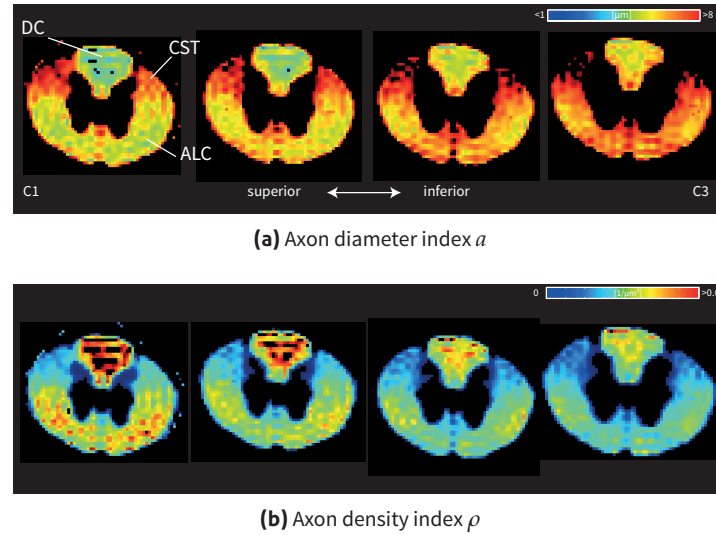 DC
CST
ALC
<1 [µm] >8
C1 superior inferior C3
(a) Axon diameter index a
0 [1/µm²]
(b) Axon density index ρ